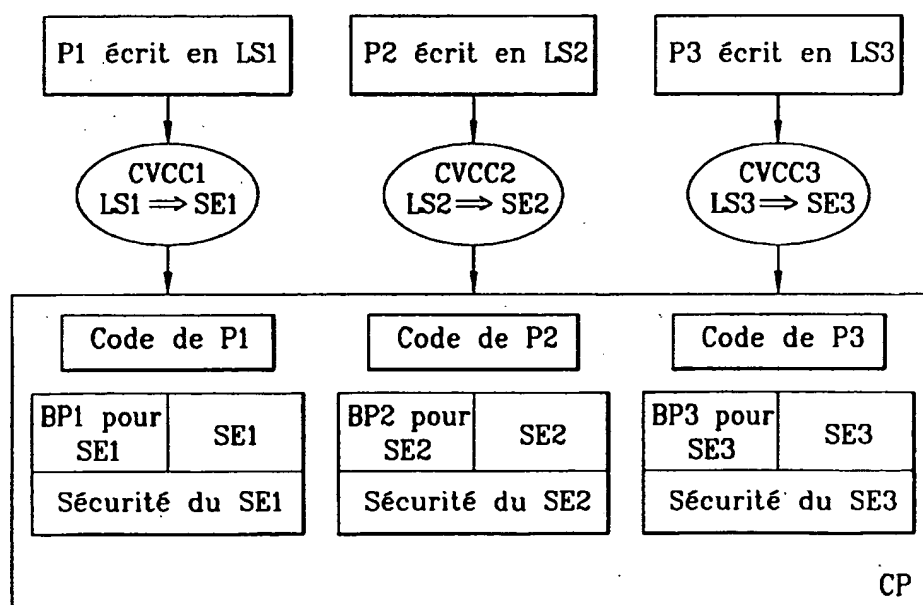 P1 écrit en LS1
P2 écrit en LS2
P3 écrit en LS3
CVCC1
LS1 ⟹ SE1
CVCC2
LS2 ⟹ SE2
CVCC3
LS3 ⟹ SE3
Code de P1
Code de P2
Code de P3
BP1 pour
SE1
SE1
BP2 pour
SE2
SE2
BP3 pour
SE3
SE3
Sécurité du SE1
Sécurité du SE2
Sécurité du SE3
CP